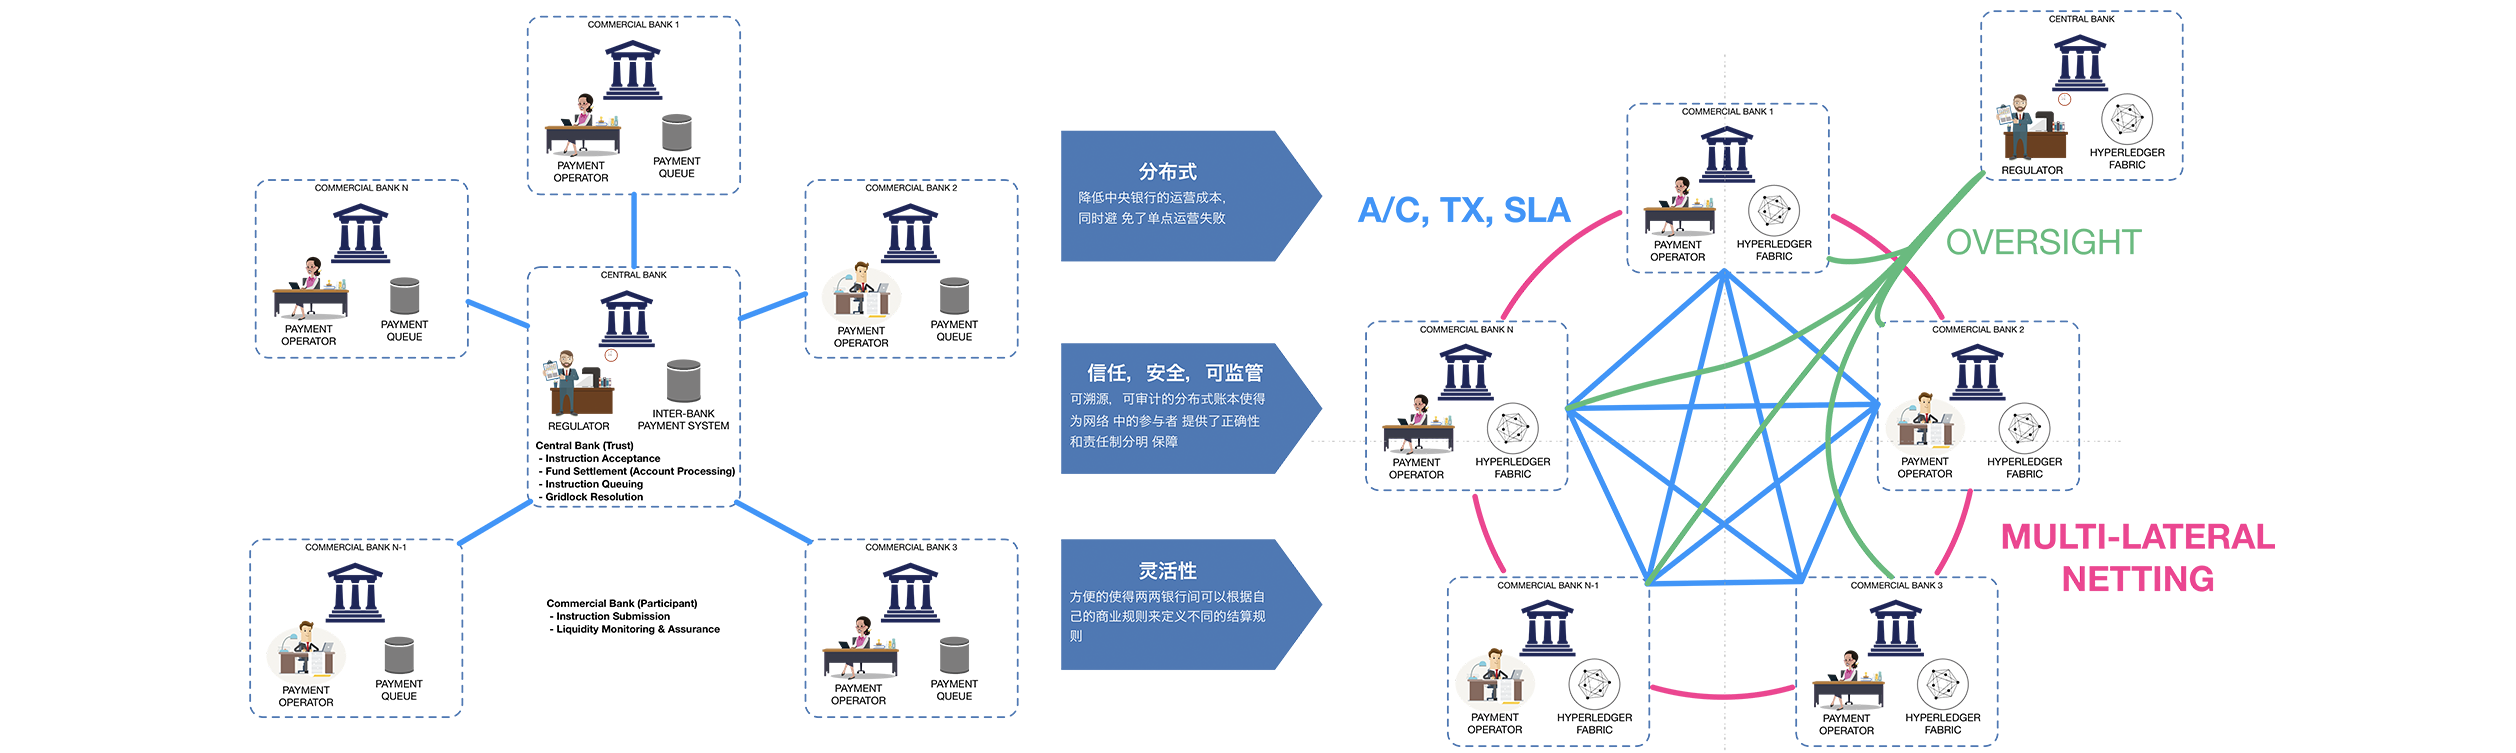 COMMERCIAL BANK 1
PAYMENT
OPERATOR
PAYMENT
QUEUE
COMMERCIAL BANK N
PAYMENT
OPERATOR
PAYMENT
QUEUE
COMMERCIAL BANK 2
PAYMENT
OPERATOR
PAYMENT
QUEUE
CENTRAL BANK
REGULATOR
INTER-BANK
PAYMENT SYSTEM
Central Bank (Trust)
- Instruction Acceptance
- Fund Settlement (Account Processing)
- Instruction Queuing
- Gridlock Resolution
COMMERCIAL BANK N-1
PAYMENT
OPERATOR
PAYMENT
QUEUE
Commercial Bank (Participant)
- Instruction Submission
- Liquidity Monitoring & Assurance
COMMERCIAL BANK 3
PAYMENT
OPERATOR
PAYMENT
QUEUE
分布式
降低中央银行的运营成本,
同时避 免了单点运营失败
信任, 安全, 可监管
可溯源, 可审计的分布式账本使得
为网络 中的参与者 提供了正确性
和责任制分明 保障
灵活性
方便的使得两两银行间可以根据自
己的商业规则来定义不同的结算规
则
A/C, TX, SLA
COMMERCIAL BANK 1
PAYMENT
OPERATOR
HYPERLEDGER
FABRIC
CENTRAL BANK
REGULATOR
HYPERLEDGER
FABRIC
OVERSIGHT
COMMERCIAL BANK N
PAYMENT
OPERATOR
HYPERLEDGER
FABRIC
COMMERCIAL BANK 2
PAYMENT
OPERATOR
HYPERLEDGER
FABRIC
MULTI-LATERAL
NETTING
COMMERCIAL BANK N-1
PAYMENT
OPERATOR
HYPERLEDGER
FABRIC
COMMERCIAL BANK 3
PAYMENT
OPERATOR
HYPERLEDGER
FABRIC